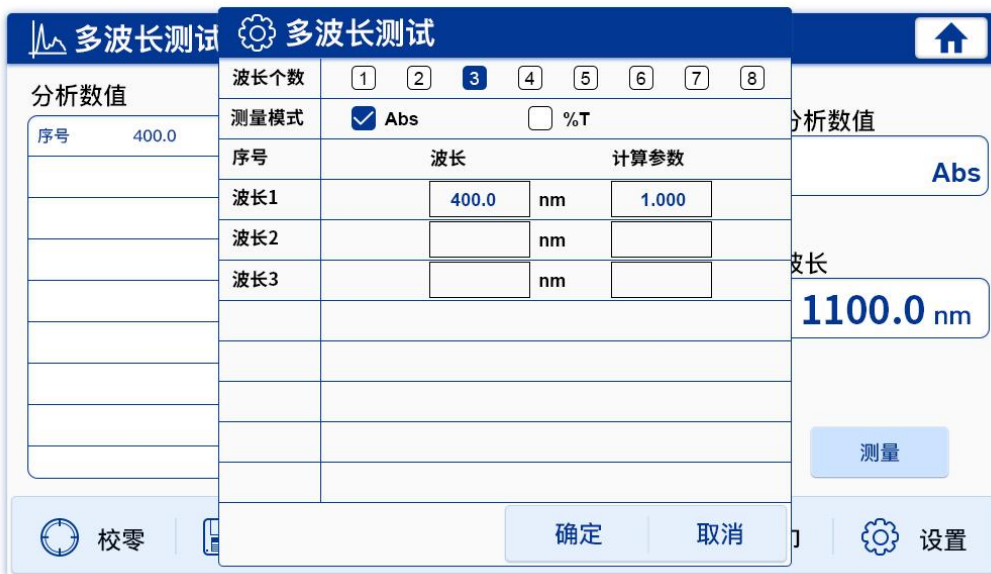 多波长测试
多波长测试
分析数值
序号 400.0
波长个数 1 2 3 4 5 6 7 8
测量模式 Abs %T
序号 波长 计算参数
波长1 400.0 nm 1.000
波长2 nm
波长3 nm
确定 取消
分析数值
Abs
波长
1100.0 nm
测量
校零
设置